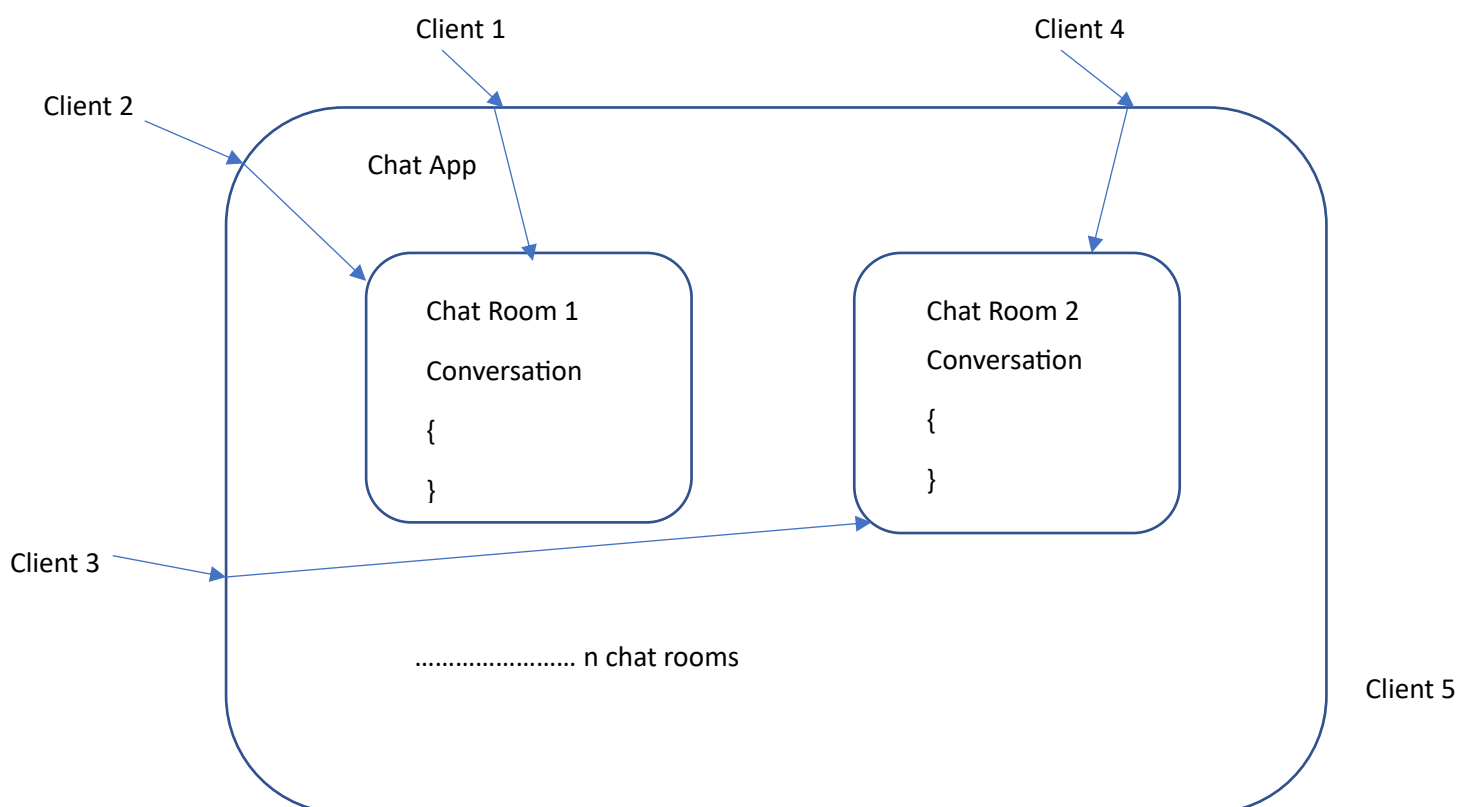 Client 1
Client 4
Client 2
Chat App
Chat Room 1
Conversation
{
}
Chat Room 2
Conversation
{
}
Client 3
........................ n chat rooms
Client 5